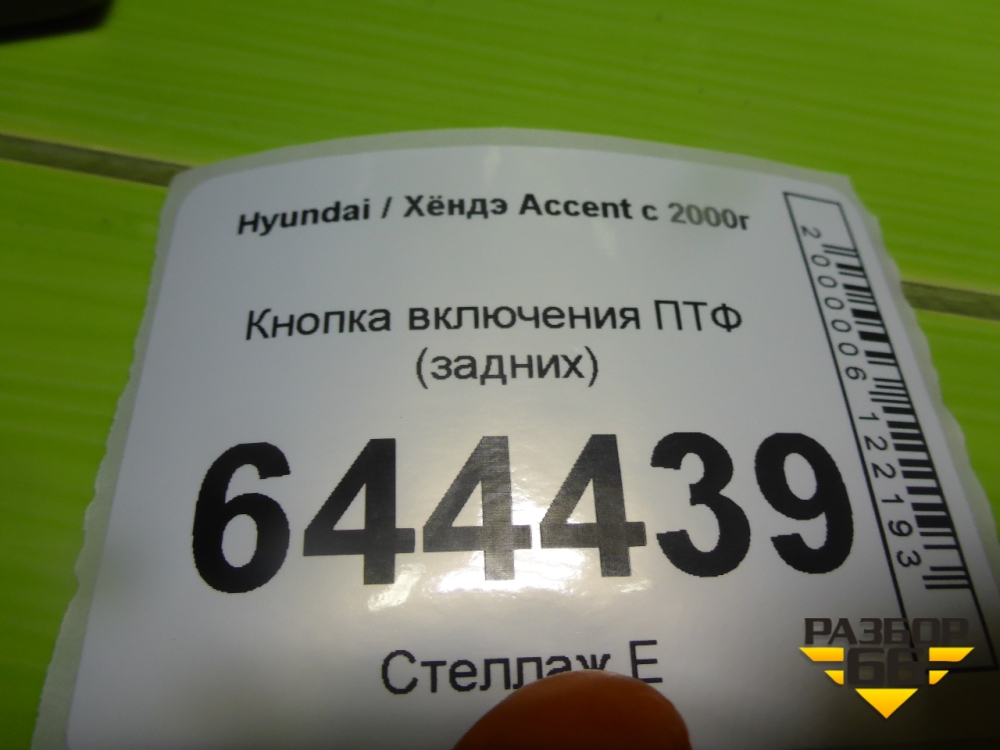 Hyundai / Хёндэ Accent с 2000г
Кнопка включения ПТФ
(задних)
644439
Стеллаж Е
2000006122193
РАЗБОР
66